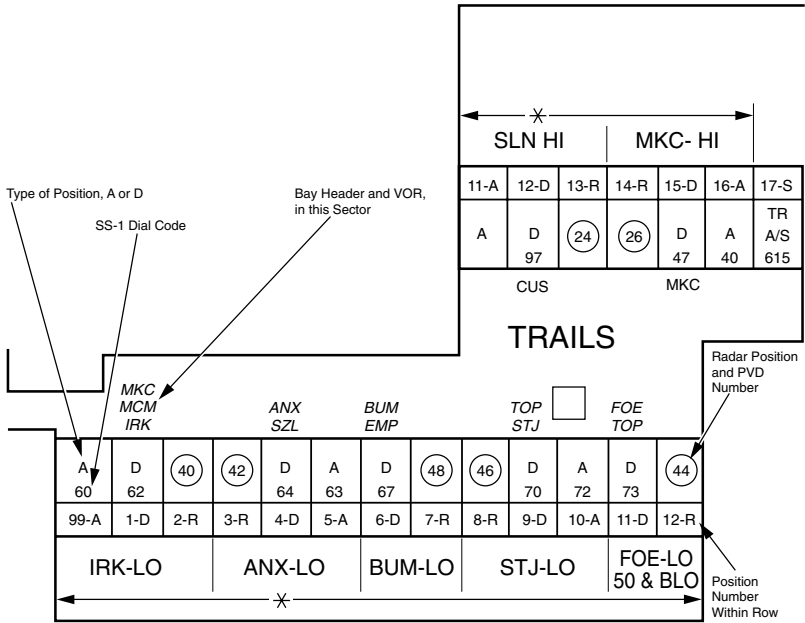 SLN HI MKC- HI
11-A 12-D 13-R 14-R 15-D 16-A 17-S
A D 97 24 26 D 47 A 40 TR A/S 615
CUS MKC
Type of Position, A or D
SS-1 Dial Code
Bay Header and VOR,
in this Sector
TRAILS
Radar Position
and PVD
Number
MKC
MCM
IRK
ANX
SZL
BUM
EMP
TOP
STJ
FOE
TOP
A D 40 42 D A D 48 46 D A D 44
60 62 64 63 67 70 72 73
99-A 1-D 2-R 3-R 4-D 5-A 6-D 7-R 8-R 9-D 10-A 11-D 12-R
IRK-LO ANX-LO BUM-LO STJ-LO FOE-LO
50 & BLO
Position
Number
Within Row